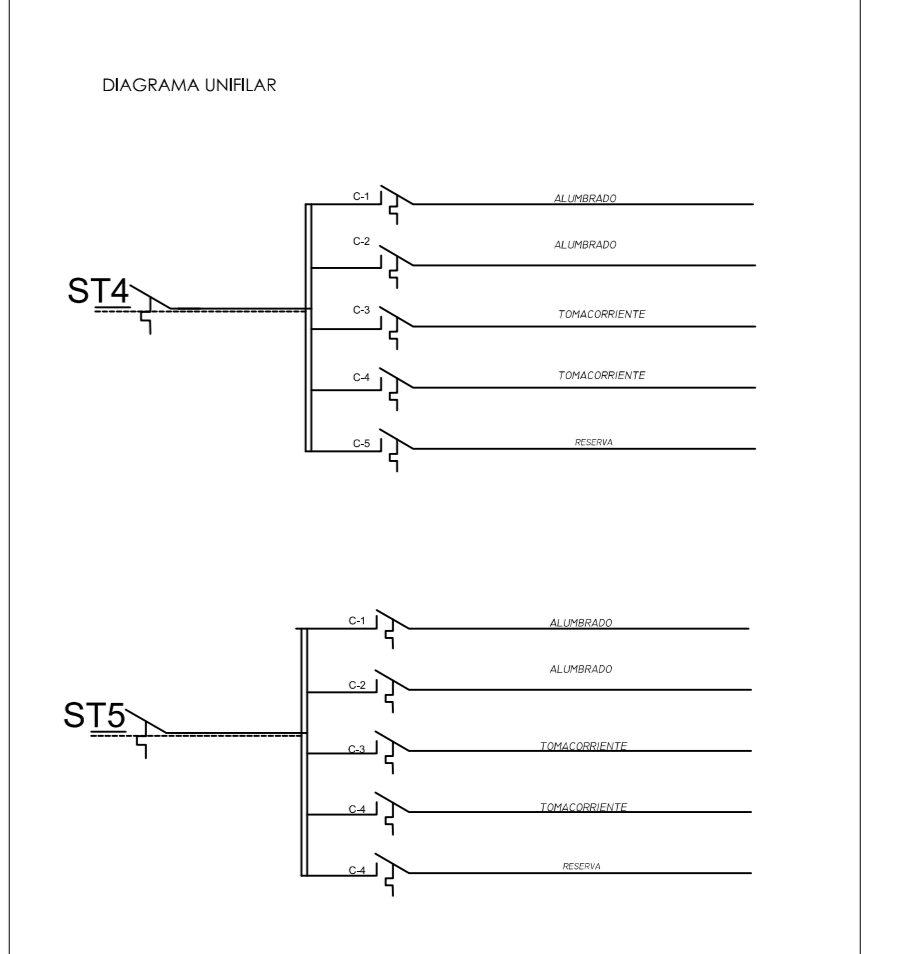 DIAGRAMA UNIFILAR
C-1 ALUMBRADO
C-2 ALUMBRADO
ST4
C-3 TOMACORRIENTE
C-4 TOMACORRIENTE
C-5 RESERVA
C-1 ALUMBRADO
C-2 ALUMBRADO
ST5
C-3 TOMACORRIENTE
C-4 TOMACORRIENTE
C-4 RESERVA